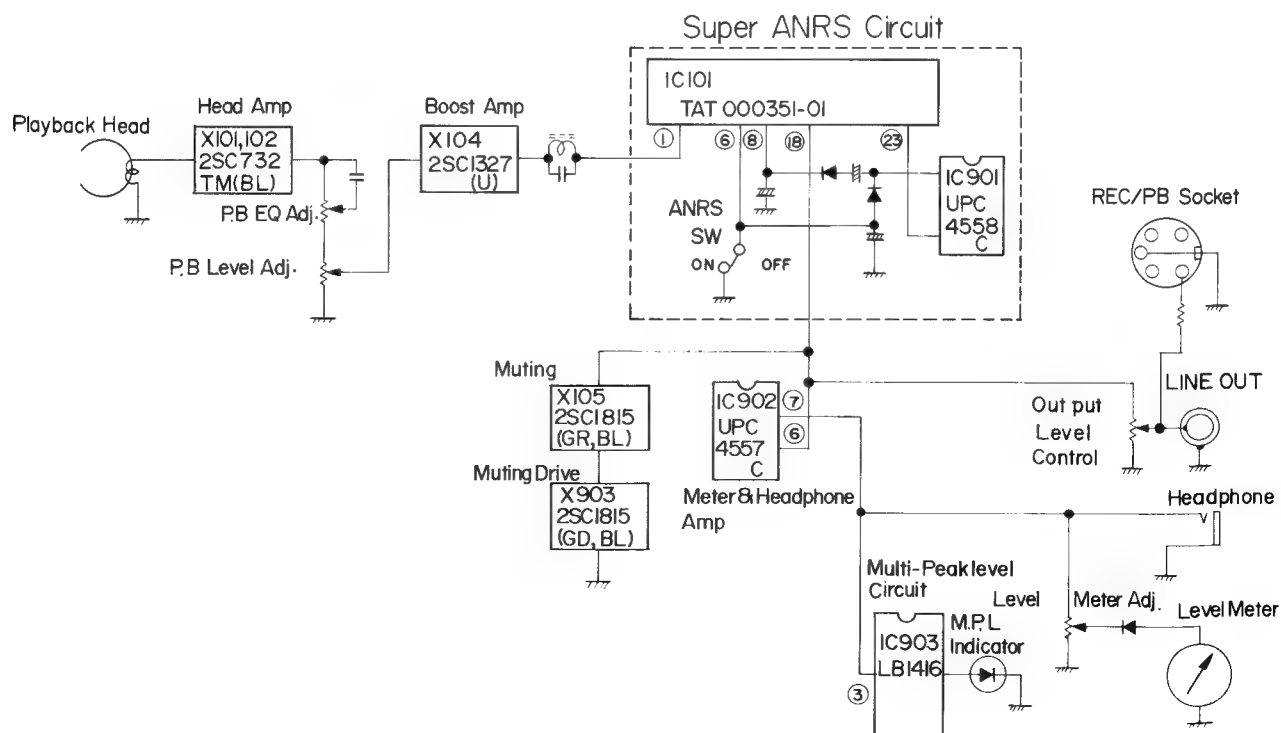 Super ANRS Circuit
IC101
TAT 000351-01
Playback Head
Head Amp
X101,102
2SC732
TM(BL)
Boost Amp
X104
2SC1327
(U)
① ⑥ ⑧ ⑱ ㉓
P.B EQ Adj.
P.B Level Adj.
ANRS
SW
ON OFF
IC901
UPC
4558
C
REC/PB Socket
Muting
X105
2SC1815
(GR,BL)
Muting Drive
X903
2SC1815
(GD,BL)
IC902
UPC
4557
C
⑦
⑥
Meter & Headphone
Amp
Out put
Level
Control
LINE OUT
Headphone
Multi-Peaklevel
Circuit
IC903
LB1416
③
Level Meter Adj.
M.P.L
Indicator
Level Meter